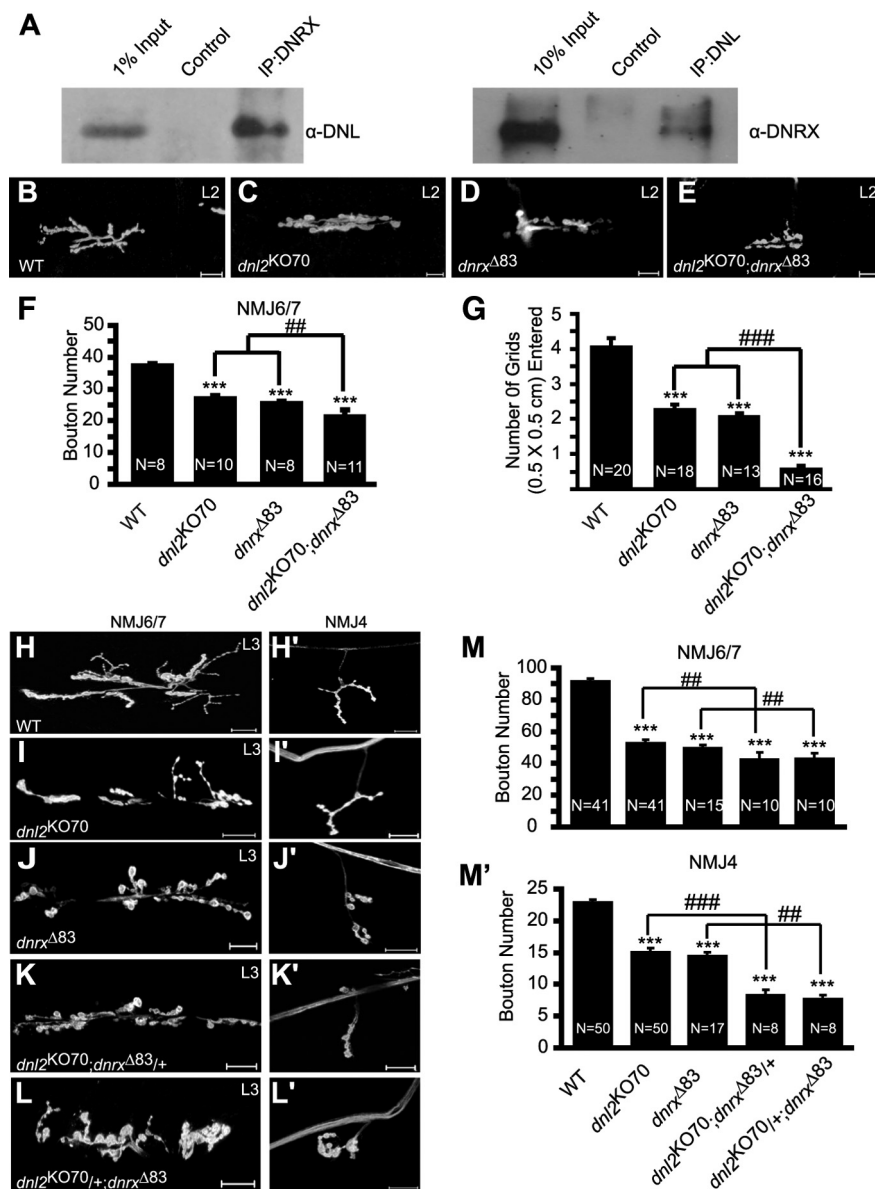 A
1% Input
Control
IP:DNRX
α-DNL
10% Input
Control
IP:DNL
α-DNRX
B
L2
WT
C
L2
dnl2KO70
D
L2
dnrxΔ83
E
L2
dnl2KO70;dnrxΔ83
F
NMJ6/7
Bouton Number
50
40
30
20
10
0
##
***
***
***
N=8
N=10
N=8
N=11
WT
dnl2KO70
dnrxΔ83
dnl2KO70;dnrxΔ83
G
Number 0f Grids
(0.5 X 0.5 cm) Entered
5
4
3
2
1
###
***
***
***
N=20
N=18
N=13
N=16
WT
dnl2KO70
dnrxΔ83
dnl2KO70;dnrxΔ83
NMJ6/7
NMJ4
H
L3
WT
H'
I
L3
dnl2KO70
I'
J
L3
dnrxΔ83
J'
K
L3
dnl2KO70;dnrxΔ83/+
K'
L
L3
dnl2KO70/+;dnrxΔ83
L'
M
NMJ6/7
Bouton Number
100
80
60
40
20
0
##
##
***
***
***
***
N=41
N=41
N=15
N=10
N=10
M’
NMJ4
Bouton Number
25
20
15
10
5
0
###
##
***
***
***
***
N=50
N=50
N=17
N=8
N=8
WT
dnl2KO70
dnrxΔ83
dnl2KO70;dnrxΔ83/+
dnl2KO70/+;dnrxΔ83